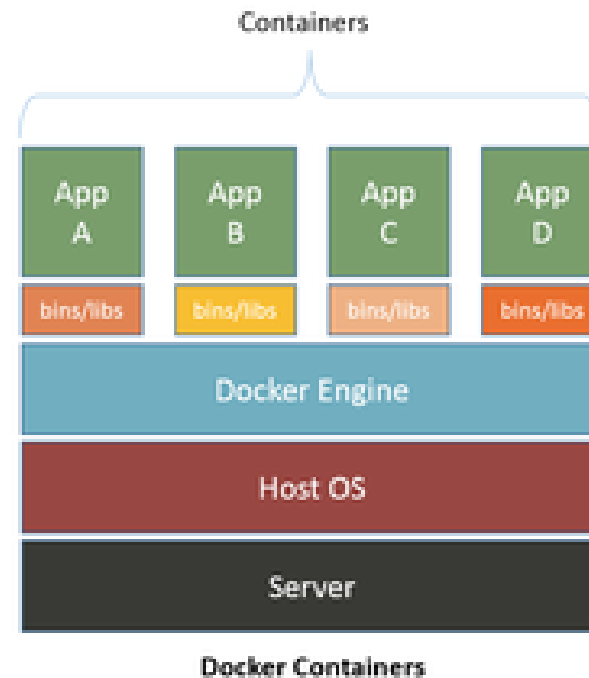 Containers
App
A
App
B
App
C
App
D
bins/libs
bins/libs
bins/libs
bins/libs
Docker Engine
Host OS
Server
Docker Containers